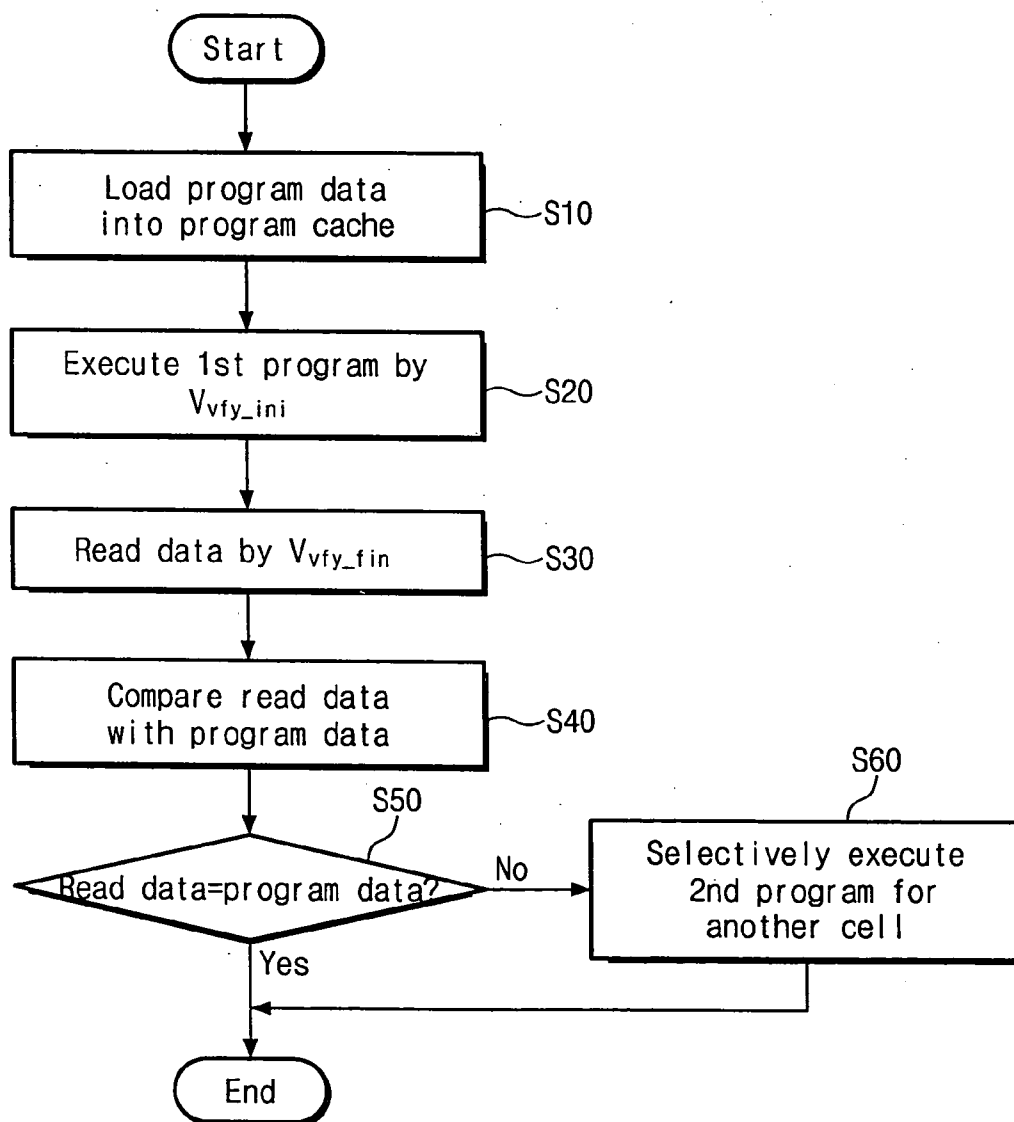 Start
Load program data
into program cache
S10
Execute 1st program by
Vvfy_ini
S20
Read data by Vvfy_fin
S30
Compare read data
with program data
S40
S50
Read data=program data?
No
Yes
S60
Selectively execute
2nd program for
another cell
End